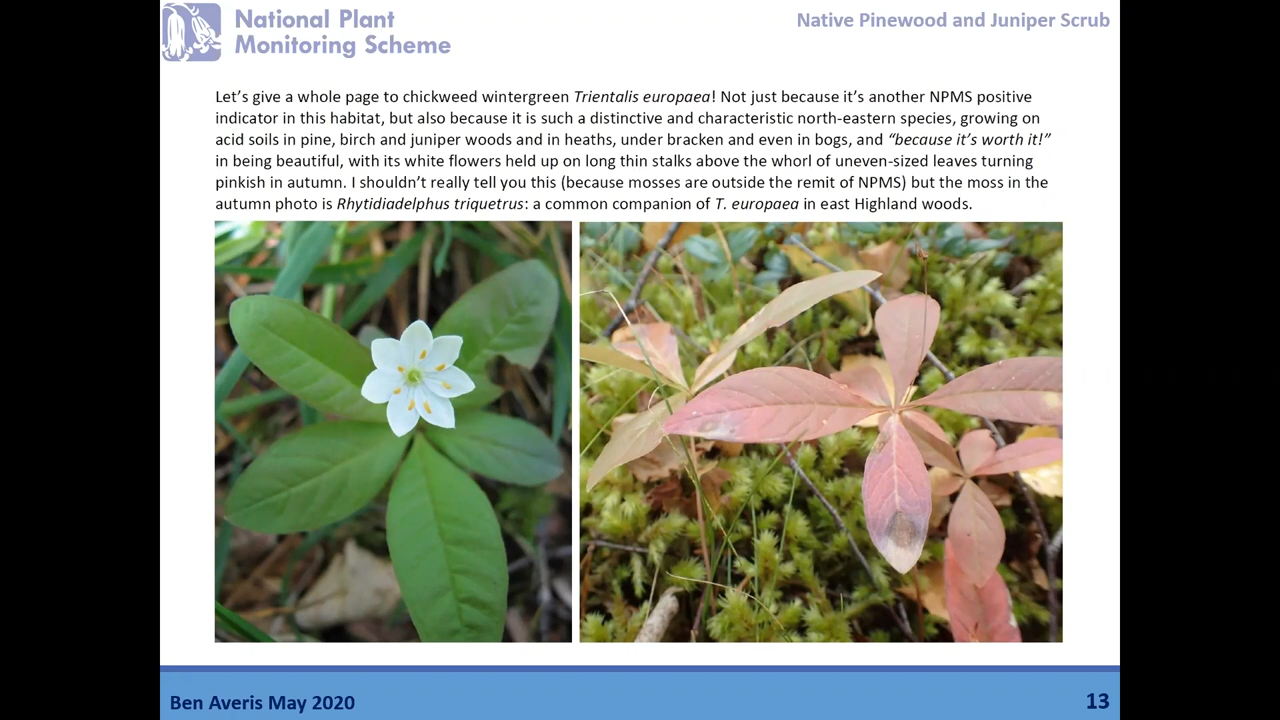 National Plant
Monitoring Scheme
Native Pinewood and Juniper Scrub
Let’s give a whole page to chickweed wintergreen Trientalis europaea! Not just because it’s another NPMS positive
indicator in this habitat, but also because it is such a distinctive and characteristic north-eastern species, growing on
acid soils in pine, birch and juniper woods and in heaths, under bracken and even in bogs, and “because it’s worth it!”
in being beautiful, with its white flowers held up on long thin stalks above the whorl of uneven-sized leaves turning
pinkish in autumn. I shouldn’t really tell you this (because mosses are outside the remit of NPMS) but the moss in the
autumn photo is Rhytidiadelphus triquetrus: a common companion of T. europaea in east Highland woods.
Ben Averis May 2020
13